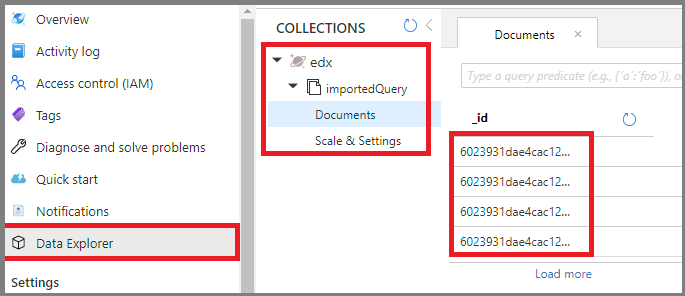 Overview
Activity log
Access control (IAM)
Tags
Diagnose and solve problems
Quick start
Notifications
Data Explorer
Settings
COLLECTIONS
edx
importedQuery
Documents
Scale & Settings
Documents
Type a query predicate (e.g., {´a´:´foo´}), o
_id
6023931dae4cac12...
6023931dae4cac12...
6023931dae4cac12...
6023931dae4cac12...
Load more